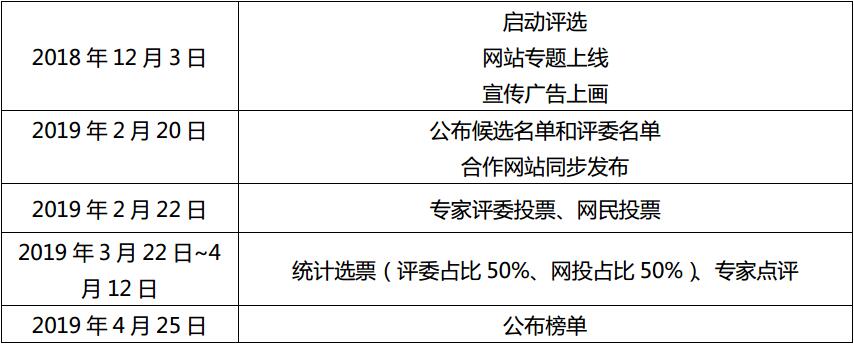 2018 年 12 月 3 日
启动评选
网站专题上线
宣传广告上画
2019 年 2 月 20 日
公布候选名单和评委名单
合作网站同步发布
2019 年 2 月 22 日
专家评委投票、网民投票
2019 年 3 月 22 日~4
月 12 日
统计选票（评委占比 50%、网投占比 50%）、专家点评
2019 年 4 月 25 日
公布榜单